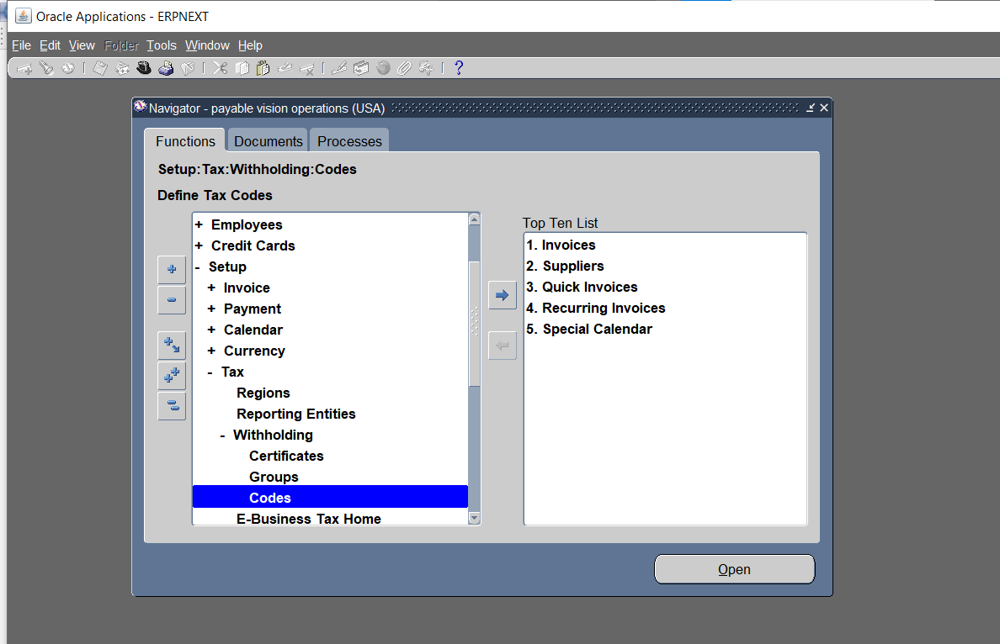 Oracle Applications - ERPNEXT
File Edit View Folder Tools Window Help
?
Navigator - payable vision operations (USA)
Functions Documents Processes
Setup:Tax:Withholding:Codes
Define Tax Codes
+ Employees
+ Credit Cards
- Setup
+ Invoice
+ Payment
+ Calendar
+ Currency
- Tax
Regions
Reporting Entities
- Withholding
Certificates
Groups
Codes
E-Business Tax Home
Top Ten List
1. Invoices
2. Suppliers
3. Quick Invoices
4. Recurring Invoices
5. Special Calendar
Open